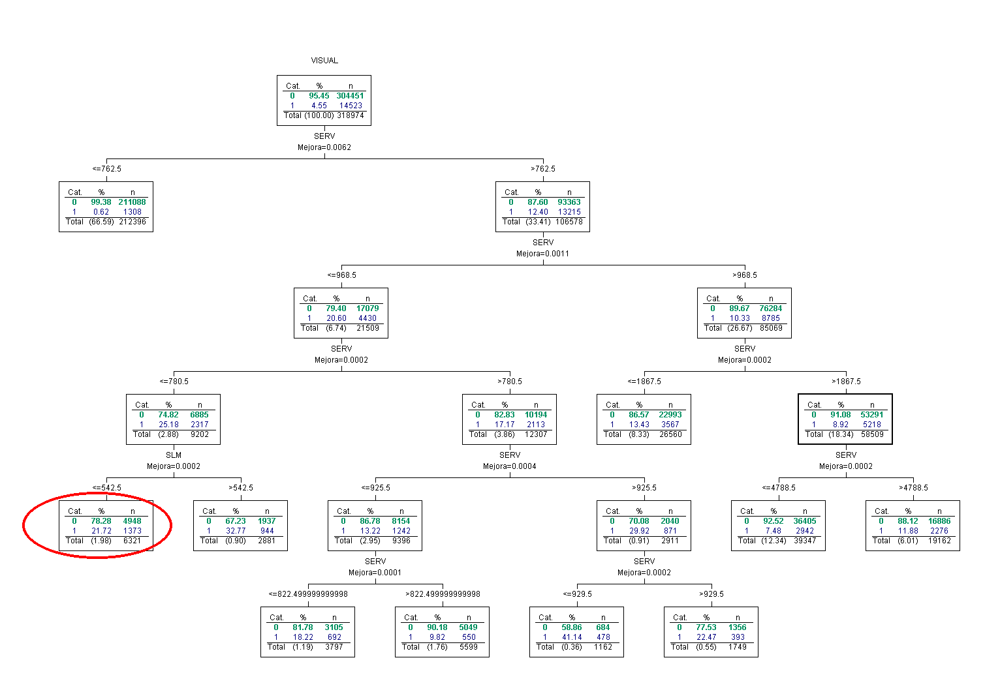 VISUAL
Cat. % n
0 95.45 304451
1 4.55 14523
Total (100.00) 318974
SERV
Mejora=0.0062
<=762.5
Cat. % n
0 99.38 211088
1 0.62 1308
Total (66.59) 212396
>762.5
Cat. % n
0 87.60 93363
1 12.40 13215
Total (33.41) 106578
SERV
Mejora=0.0011
<=968.5
Cat. % n
0 79.40 17079
1 20.60 4430
Total (6.74) 21509
SERV
Mejora=0.0002
>968.5
Cat. % n
0 89.67 76284
1 10.33 8785
Total (26.67) 85069
SERV
Mejora=0.0002
<=780.5
Cat. % n
0 74.82 6885
1 25.18 2317
Total (2.88) 9202
SLM
Mejora=0.0002
>780.5
Cat. % n
0 82.83 10194
1 17.17 2113
Total (3.86) 12307
SERV
Mejora=0.0004
<=1867.5
Cat. % n
0 86.57 22993
1 13.43 3567
Total (8.33) 26560
>1867.5
Cat. % n
0 91.08 53291
1 8.92 5218
Total (18.34) 58509
SERV
Mejora=0.0002
<=542.5
Cat. % n
0 78.28 4948
1 21.72 1373
Total (1.98) 6321
>542.5
Cat. % n
0 67.23 1937
1 32.77 944
Total (0.90) 2881
<=925.5
Cat. % n
0 86.78 8154
1 13.22 1242
Total (2.95) 9396
SERV
Mejora=0.0001
>925.5
Cat. % n
0 70.08 2040
1 29.92 871
Total (0.91) 2911
SERV
Mejora=0.0002
<=4788.5
Cat. % n
0 92.52 36405
1 7.48 2942
Total (12.34) 39347
>4788.5
Cat. % n
0 88.12 16886
1 11.88 2276
Total (6.01) 19162
<=822.499999999998
Cat. % n
0 81.78 3105
1 18.22 692
Total (1.19) 3797
>822.499999999998
Cat. % n
0 90.18 5049
1 9.82 550
Total (1.76) 5599
<=929.5
Cat. % n
0 58.86 684
1 41.14 478
Total (0.36) 1162
>929.5
Cat. % n
0 77.53 1356
1 22.47 393
Total (0.55) 1749